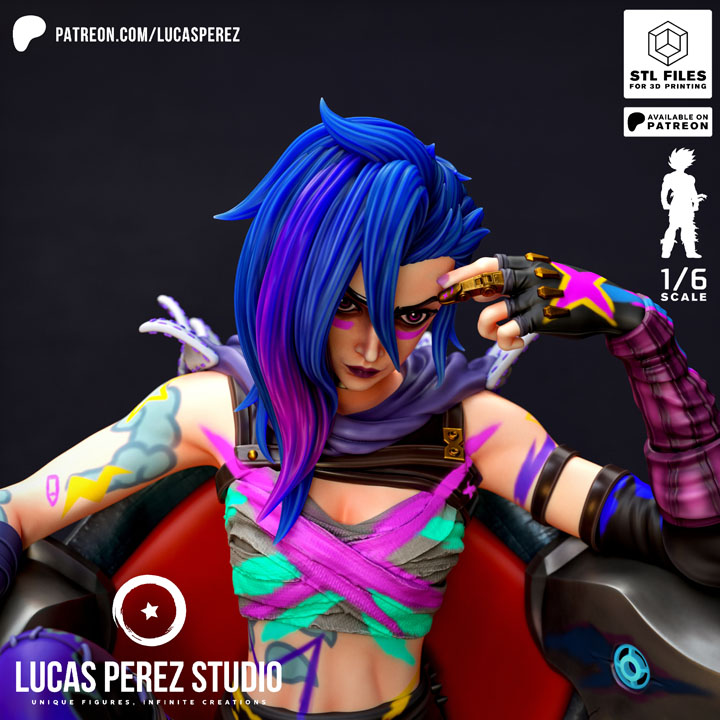 PATREON.COM/LUCASPEREZ
STL FILES
FOR 3D PRINTING
AVAILABLE ON
PATREON
1/6
SCALE
LUCAS PEREZ STUDIO
UNIQUE FIGURES, INFINITE CREATIONS